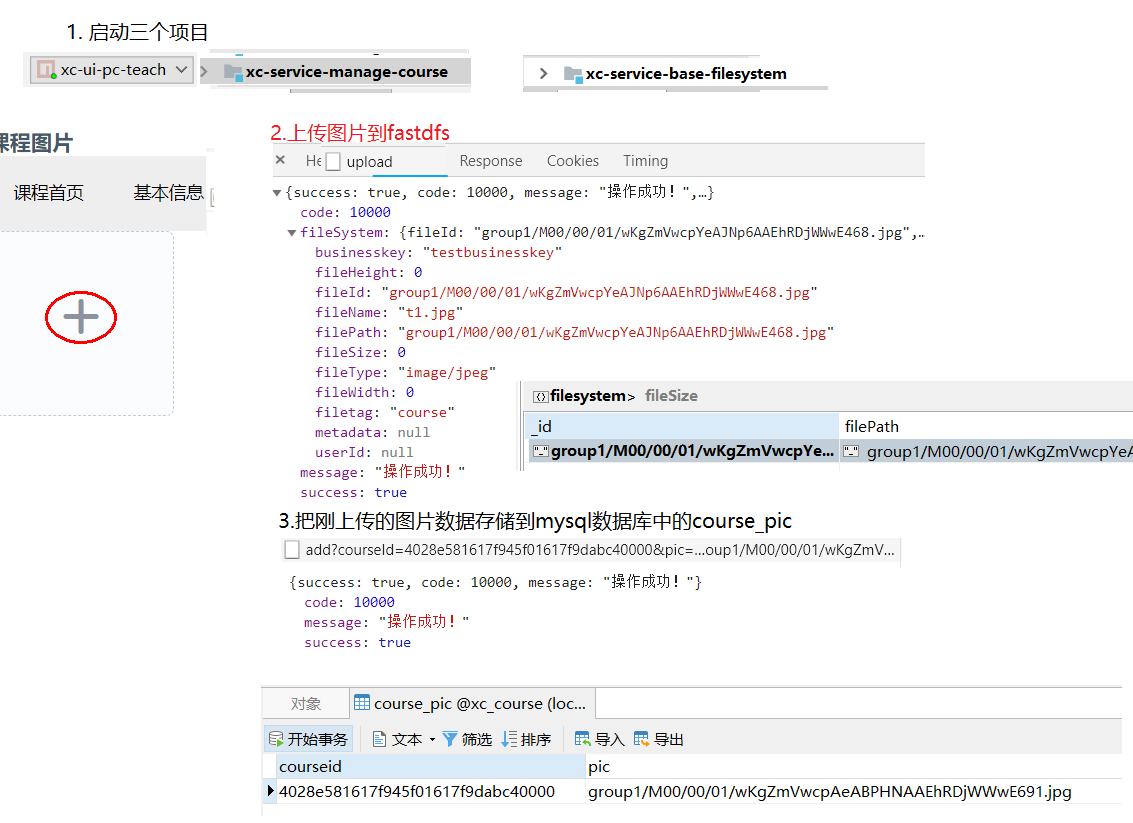 1. 启动三个项目
xc-ui-pc-teach
xc-service-manage-course
xc-service-base-filesystem
课程图片
课程首页 基本信息
2.上传图片到fastdfs
× He upload Response Cookies Timing
{success: true, code: 10000, message: "操作成功！",…}
code: 10000
fileSystem: {fileId: "group1/M00/00/01/wKgZmVwcpYeAJNp6AAEhRDjWWwE468.jpg",…
businesskey: "testbusinesskey"
fileHeight: 0
fileId: "group1/M00/00/01/wKgZmVwcpYeAJNp6AAEhRDjWWwE468.jpg"
fileName: "t1.jpg"
filePath: "group1/M00/00/01/wKgZmVwcpYeAJNp6AAEhRDjWWwE468.jpg"
fileSize: 0
fileType: "image/jpeg"
fileWidth: 0
filetag: "course"
metadata: null
userId: null
message: "操作成功！"
success: true
filesystem> fileSize
_id filePath
group1/M00/00/01/wKgZmVwcpYe... group1/M00/00/01/wKgZmVwcpYeA
3.把刚上传的图片数据存储到mysql数据库中的course_pic
add?courseId=4028e581617f945f01617f9dabc40000&pic=...oup1/M00/00/01/wKgZmV...
{success: true, code: 10000, message: "操作成功！"}
code: 10000
message: "操作成功！"
success: true
对象 course_pic @xc_course (loc...
开始事务 文本 筛选 排序 导入 导出
courseid pic
4028e581617f945f01617f9dabc40000 group1/M00/00/01/wKgZmVwcpAeABPHNAAEhRDjWWwE691.jpg